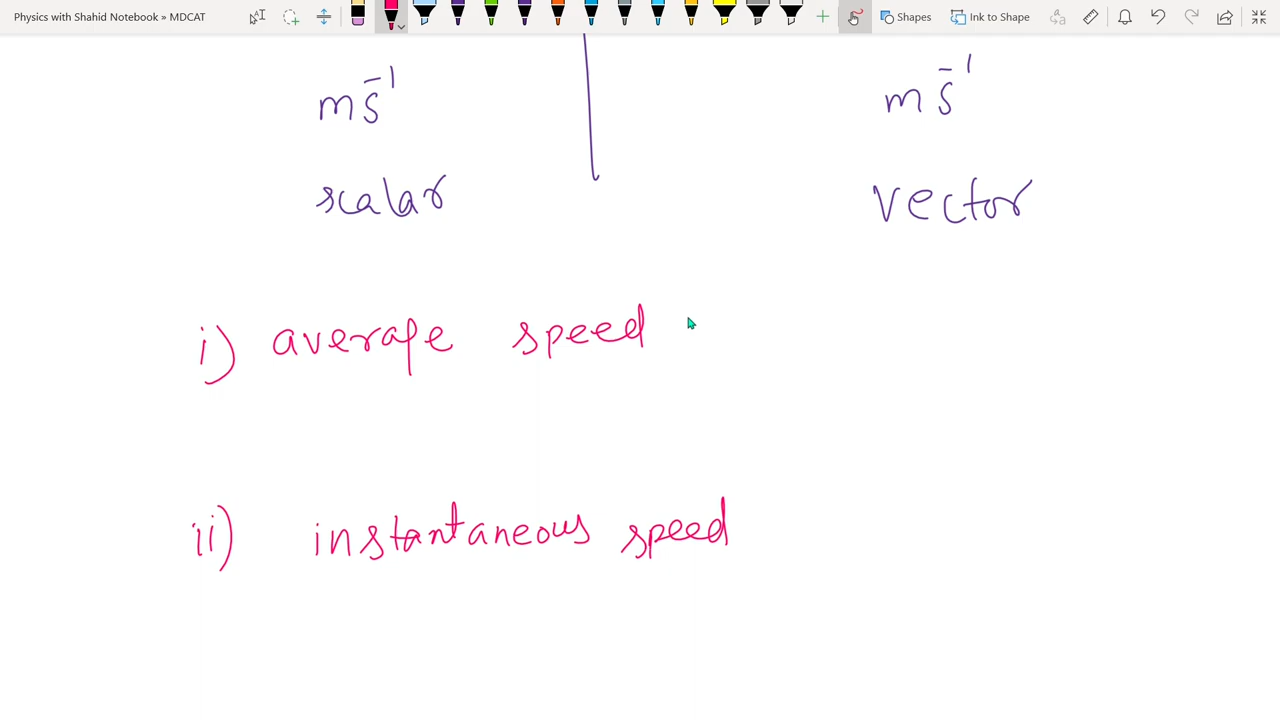 Physics with Shahid Notebook » MDCAT
Shapes
Ink to Shape
ms⁻¹
ms⁻¹
scalar
vector
i) average speed
ii) instantaneous speed